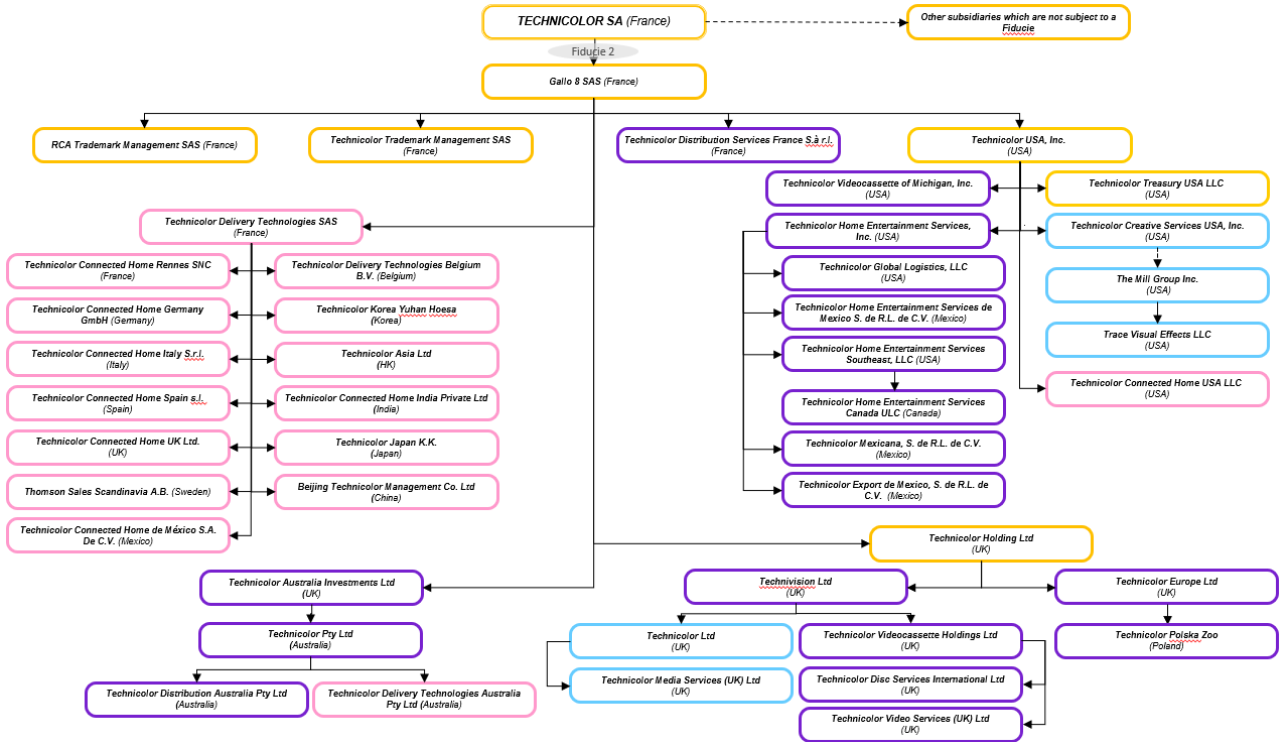 TECHNICOLOR SA (France)
Other subsidiaries which are not subject to a
Fiducie
Fiducie 2
Gallo 8 SAS (France)
RCA Trademark Management SAS (France)
Technicolor Trademark Management SAS
(France)
Technicolor Distribution Services France S.à r.l.
(France)
Technicolor USA, Inc.
(USA)
Technicolor Videocassette of Michigan, Inc.
(USA)
Technicolor Treasury USA LLC
(USA)
Technicolor Delivery Technologies SAS
(France)
Technicolor Home Entertainment Services,
Inc. (USA)
Technicolor Creative Services USA, Inc.
(USA)
Technicolor Connected Home Rennes SNC
(France)
Technicolor Delivery Technologies Belgium
B.V. (Belgium)
Technicolor Global Logistics, LLC
(USA)
The Mill Group Inc.
(USA)
Technicolor Connected Home Germany
GmbH (Germany)
Technicolor Korea Yuhan Hoesa
(Korea)
Technicolor Home Entertainment Services de
Mexico S. de R.L. de C.V. (Mexico)
Trace Visual Effects LLC
(USA)
Technicolor Connected Home Italy S.r.l.
(Italy)
Technicolor Asia Ltd
(HK)
Technicolor Home Entertainment Services
Southeast, LLC (USA)
Technicolor Connected Home USA LLC
(USA)
Technicolor Connected Home Spain s.l.
(Spain)
Technicolor Connected Home India Private Ltd
(India)
Technicolor Home Entertainment Services
Canada ULC (Canada)
Technicolor Connected Home UK Ltd.
(UK)
Technicolor Japan K.K.
(Japan)
Technicolor Mexicana, S. de R.L. de C.V.
(Mexico)
Thomson Sales Scandinavia A.B. (Sweden)
Beijing Technicolor Management Co. Ltd
(China)
Technicolor Export de Mexico, S. de R.L. de
C.V. (Mexico)
Technicolor Connected Home de México S.A.
De C.V. (Mexico)
Technicolor Holding Ltd
(UK)
Technicolor Australia Investments Ltd
(UK)
Technivision Ltd
(UK)
Technicolor Europe Ltd
(UK)
Technicolor Pty Ltd
(Australia)
Technicolor Ltd
(UK)
Technicolor Videocassette Holdings Ltd
(UK)
Technicolor Polska Zoo
(Poland)
Technicolor Distribution Australia Pty Ltd
(Australia)
Technicolor Delivery Technologies Australia
Pty Ltd (Australia)
Technicolor Media Services (UK) Ltd
(UK)
Technicolor Disc Services International Ltd
(UK)
Technicolor Video Services (UK) Ltd
(UK)